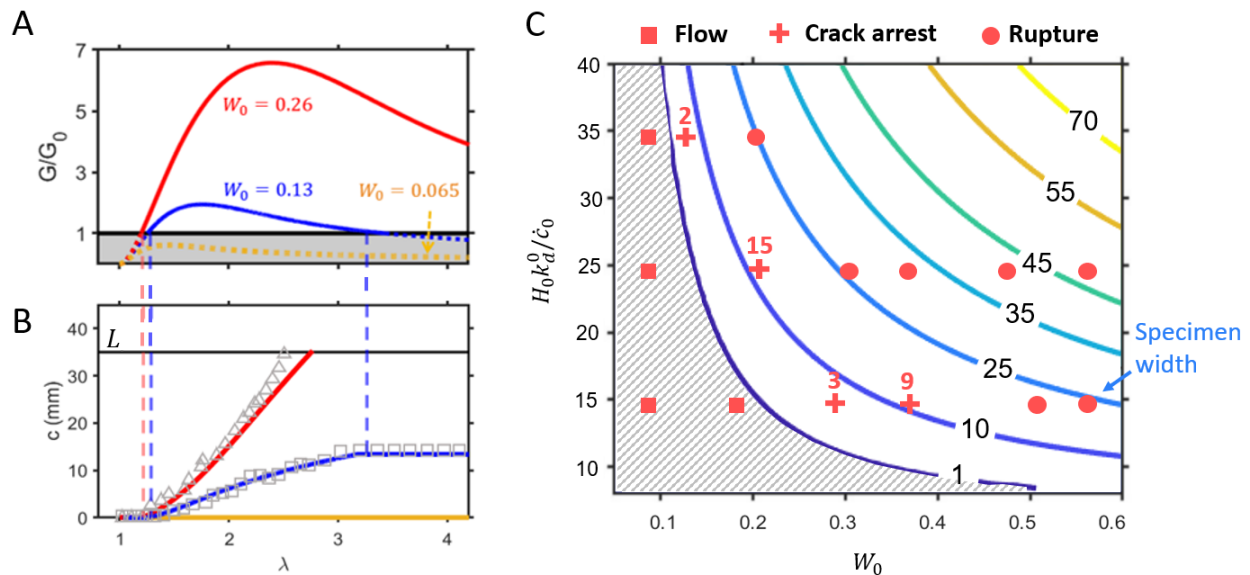 A
7
5
3
1
G/G₀
W₀ = 0.26
W₀ = 0.13
W₀ = 0.065
B
40
30
20
10
0
c (mm)
L
1
2
3
4
λ
C
Flow
Crack arrest
Rupture
40
35
30
25
20
15
10
H₀k_d⁰/ċ₀
2
15
3
9
70
55
45
35
25
10
1
Specimen
width
0.1
0.2
0.3
0.4
0.5
0.6
W₀